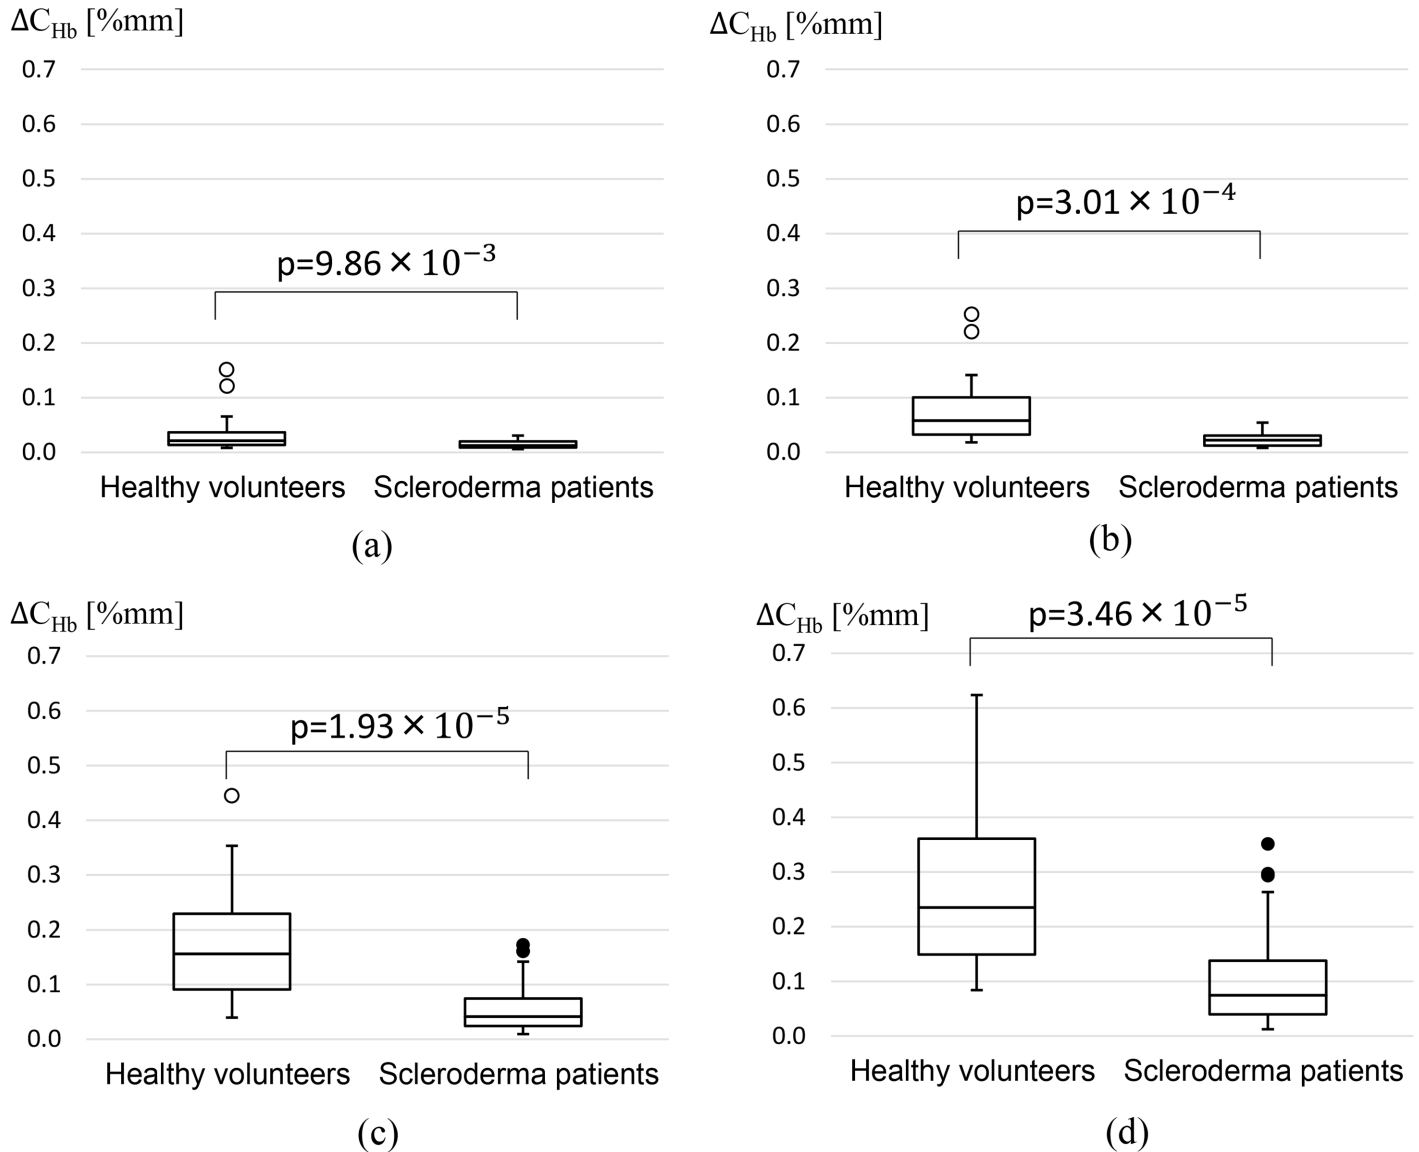 ΔC_Hb [%mm]
0.7
0.6
0.5
0.4
0.3
0.2
0.1
0.0
p=9.86×10⁻³
Healthy volunteers
Scleroderma patients
(a)
ΔC_Hb [%mm]
0.7
0.6
0.5
0.4
0.3
0.2
0.1
0.0
p=3.01×10⁻⁴
Healthy volunteers
Scleroderma patients
(b)
ΔC_Hb [%mm]
0.7
0.6
0.5
0.4
0.3
0.2
0.1
0.0
p=1.93×10⁻⁵
Healthy volunteers
Scleroderma patients
(c)
ΔC_Hb [%mm]
0.7
0.6
0.5
0.4
0.3
0.2
0.1
0.0
p=3.46×10⁻⁵
Healthy volunteers
Scleroderma patients
(d)